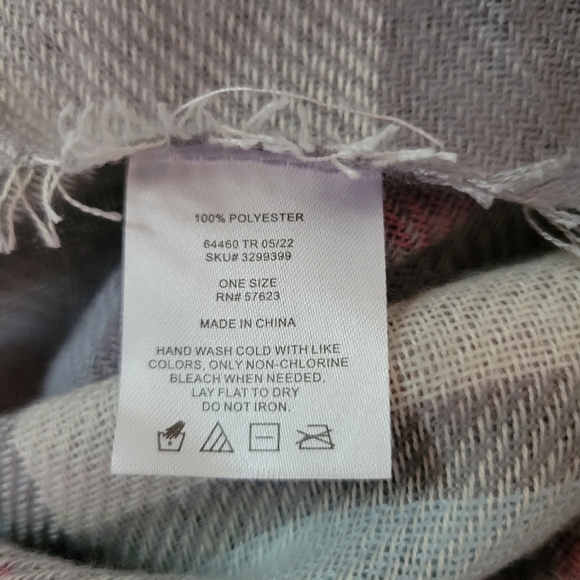 100% POLYESTER
64460 TR 05/22
SKU# 3299399
ONE SIZE
RN# 57623
MADE IN CHINA
HAND WASH COLD WITH LIKE
COLORS, ONLY NON-CHLORINE
BLEACH WHEN NEEDED,
LAY FLAT TO DRY
DO NOT IRON.